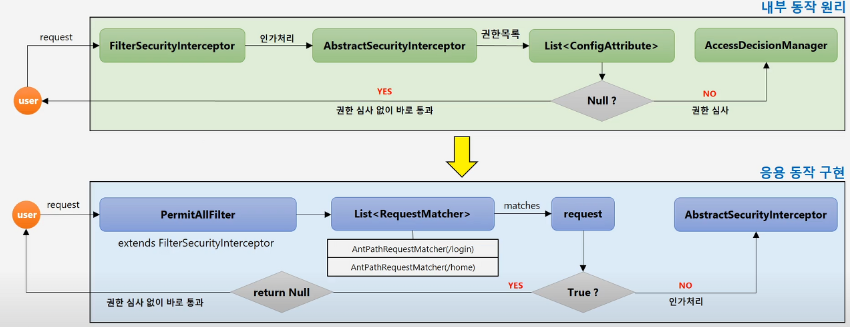 내부 동작 원리
request
FilterSecurityInterceptor
인가처리
AbstractSecurityInterceptor
권한목록
List<ConfigAttribute>
AccessDecisionManager
user
YES
권한 심사 없이 바로 통과
Null ?
NO
권한 심사
응용 동작 구현
user
request
PermitAllFilter
extends FilterSecurityInterceptor
List<RequestMatcher>
AntPathRequestMatcher(/login)
AntPathRequestMatcher(/home)
matches
request
AbstractSecurityInterceptor
권한 심사 없이 바로 통과
return Null
YES
True ?
NO
인가처리